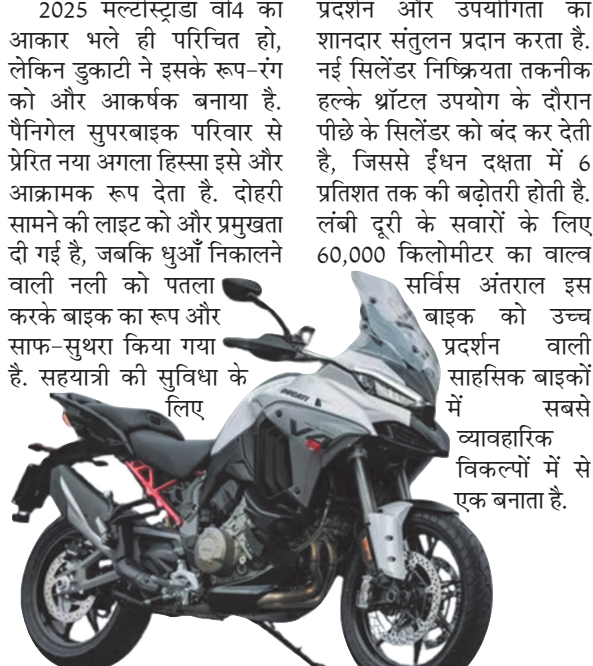 2025 मल्टीस्ट्राडा वी4 का
आकार भले ही परिचित हो,
लेकिन डुकाटी ने इसके रूप-रंग
को और आकर्षक बनाया है.
पैनिगेल सुपरबाइक परिवार से
प्रेरित नया अगला हिस्सा इसे और
आक्रामक रूप देता है. दोहरी
सामने की लाइट को और प्रमुखता
दी गई है, जबकि धुआँ निकालने
वाली नली को पतला
करके बाइक का रूप और
साफ-सुथरा किया गया
है. सहयात्री की सुविधा के
लिए
प्रदर्शन और उपयोगिता का
शानदार संतुलन प्रदान करता है.
नई सिलेंडर निष्क्रियता तकनीक
हल्के थ्रॉटल उपयोग के दौरान
पीछे के सिलेंडर को बंद कर देती
है, जिससे ईंधन दक्षता में 6
प्रतिशत तक की बढ़ोतरी होती है.
लंबी दूरी के सवारों के लिए
60,000 किलोमीटर का वाल्व
सर्विस अंतराल इस
बाइक को उच्च
प्रदर्शन वाली
साहसिक बाइकों
में सबसे
व्यावहारिक
विकल्पों में से
एक बनाता है.
DUCATI
V4